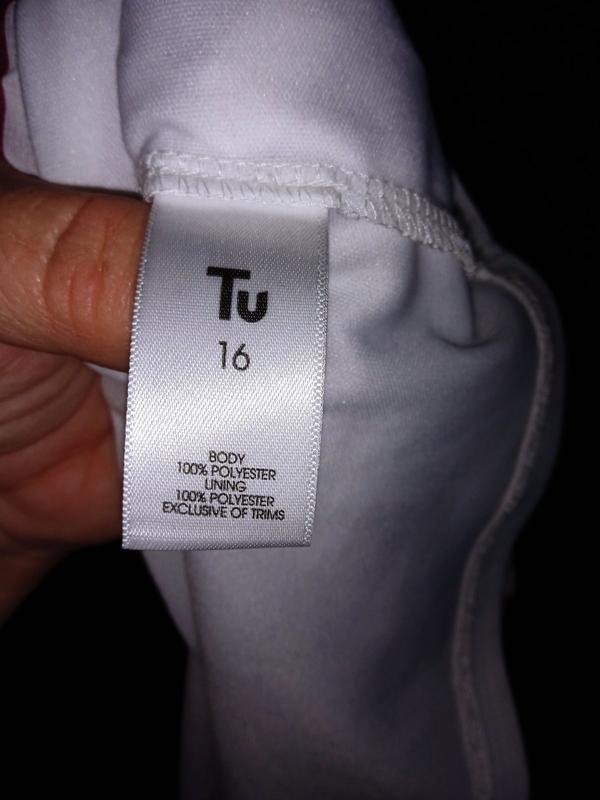 Tu
16
BODY
100% POLYESTER
LINING
100% POLYESTER
EXCLUSIVE OF TRIMS